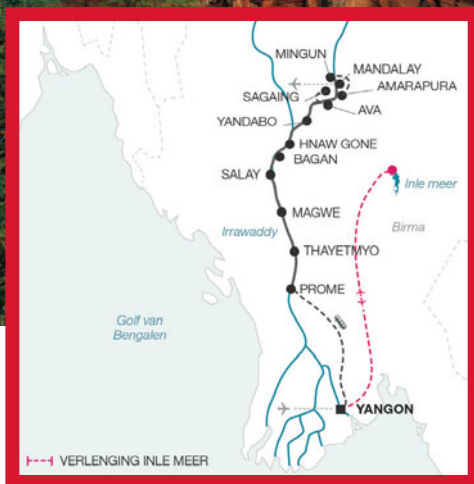 MINGUN
MANDALAY
SAGAING
AMARAPURA
AVA
YANDABO
HNAW GONE
BAGAN
SALAY
Inle meer
MAGWE
Irrawaddy
Birma
THAYETMYO
PROME
Golf van
Bengalen
YANGON
VERLENGING INLE MEER